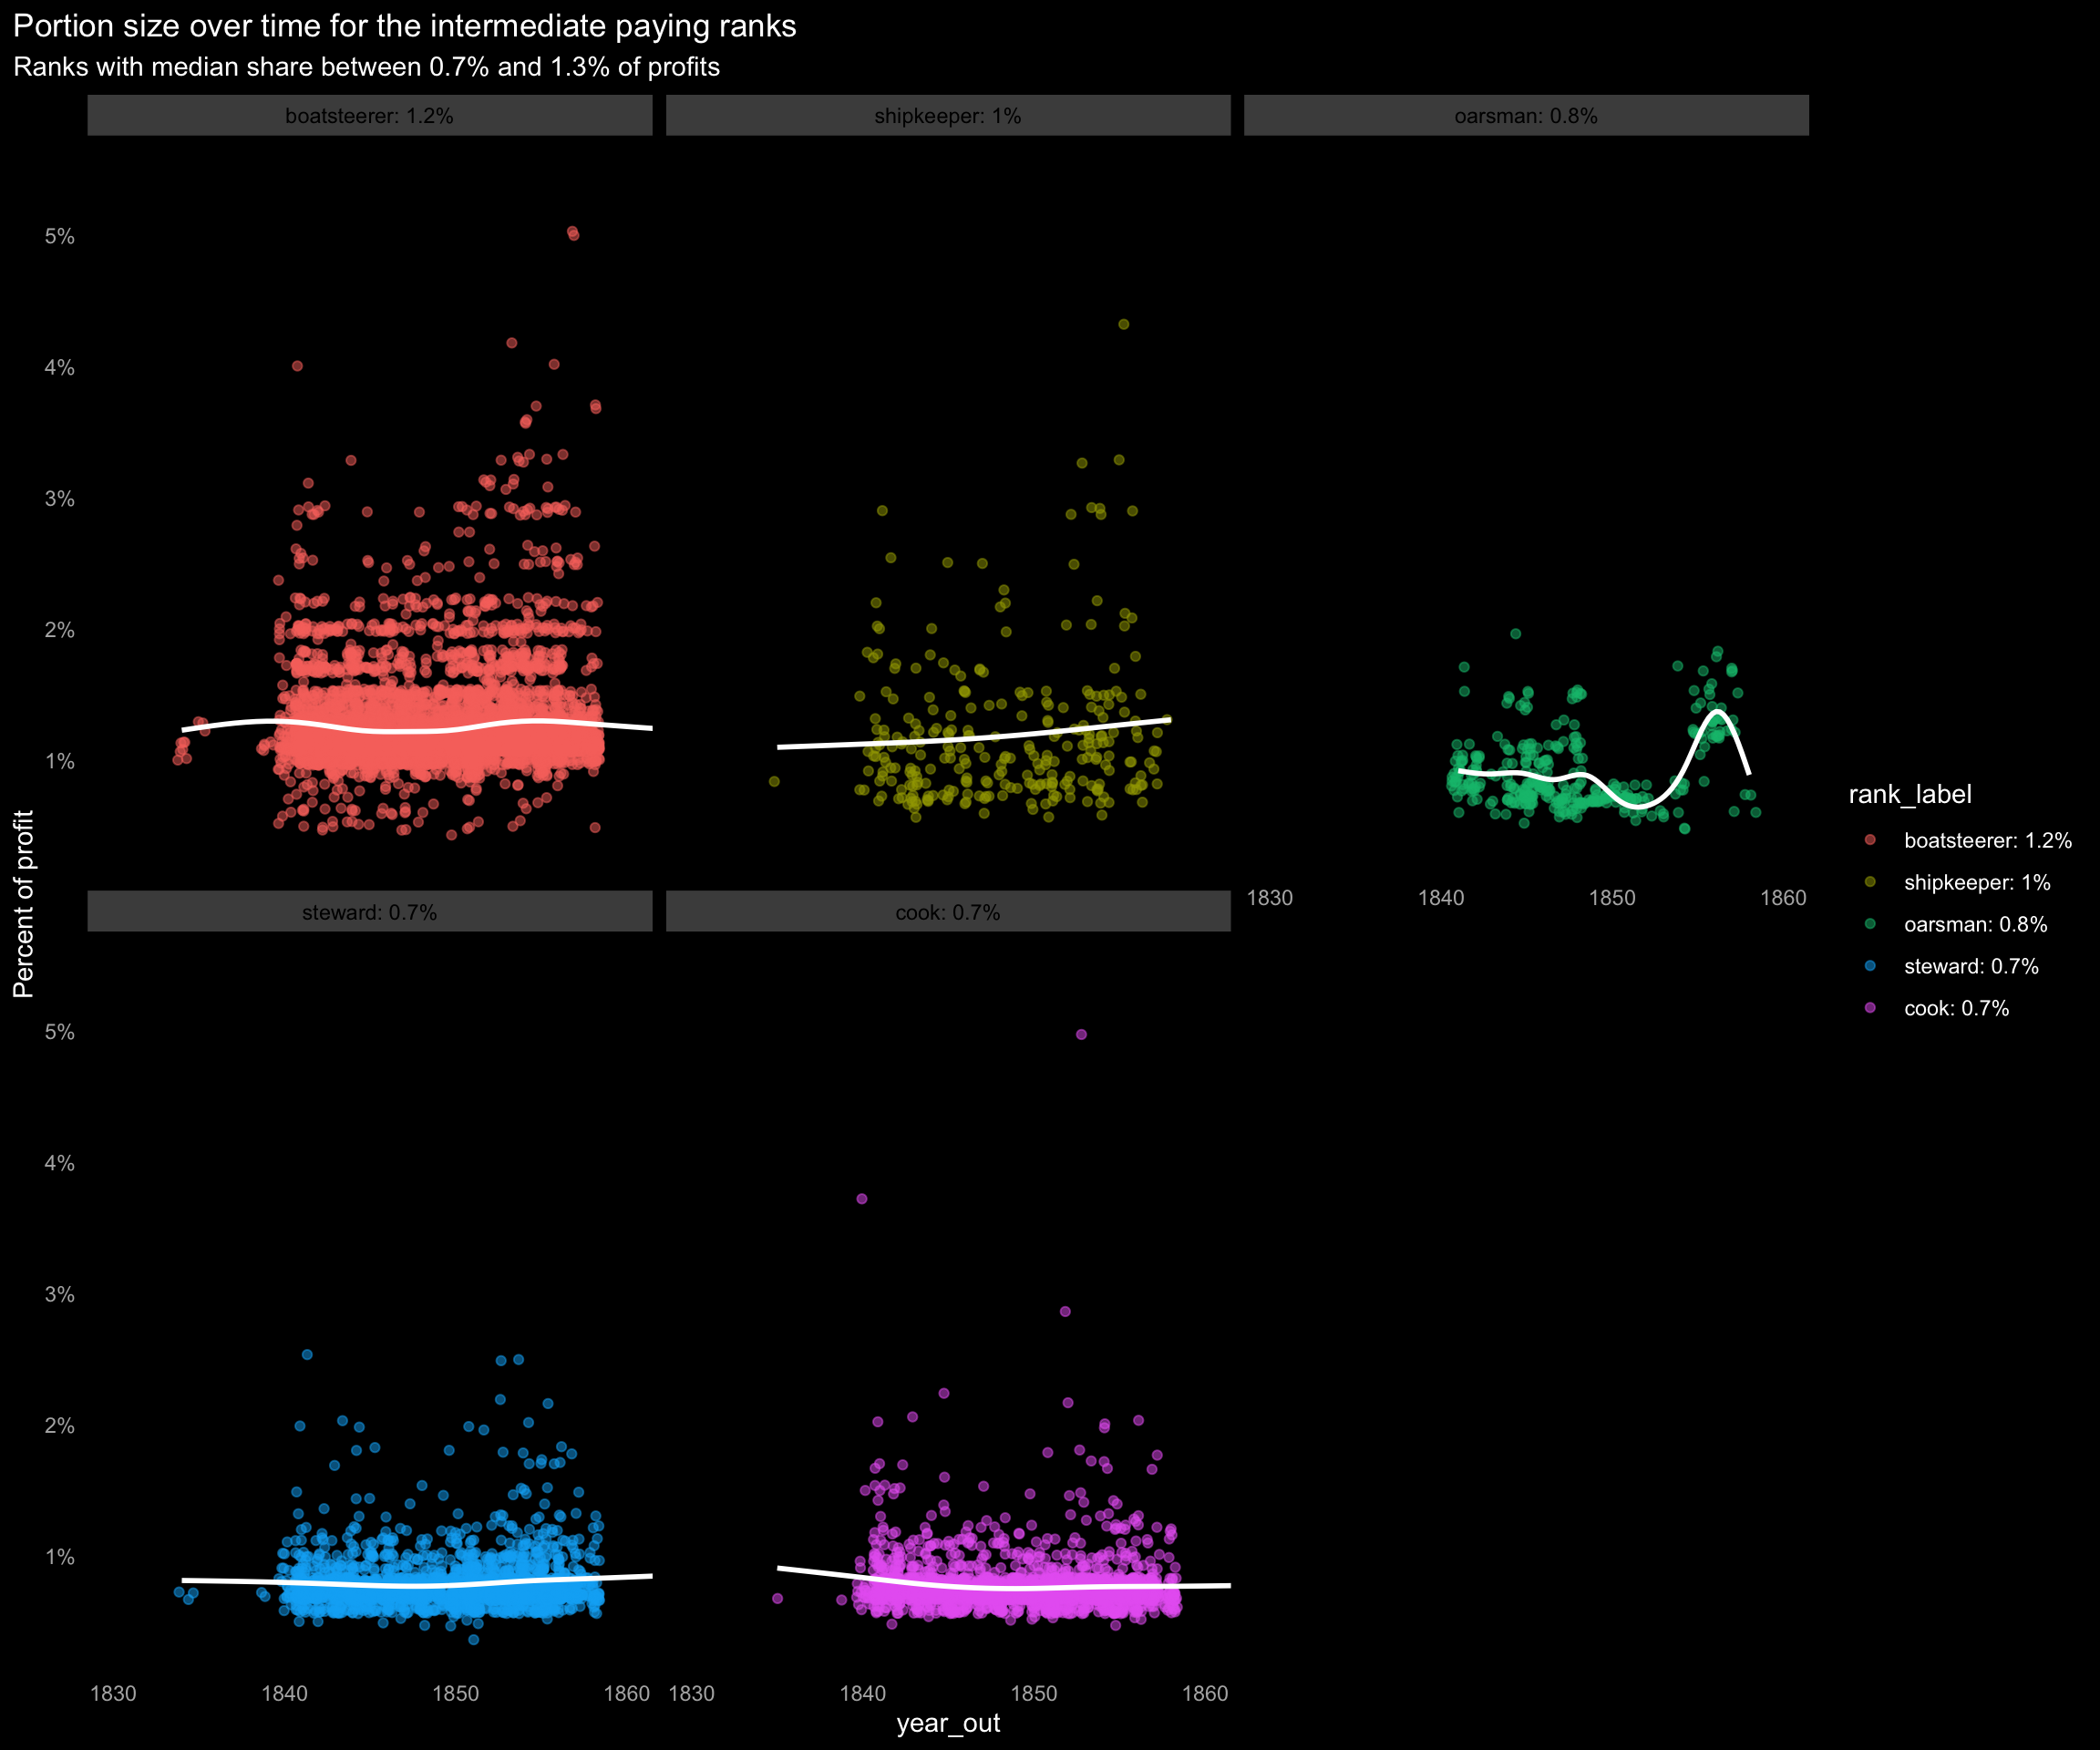 Portion size over time for the intermediate paying ranks
Ranks with median share between 0.7% and 1.3% of profits
boatsteerer: 1.2%
shipkeeper: 1%
oarsman: 0.8%
5%
4%
3%
2%
1%
1830
1840
1850
1860
steward: 0.7%
cook: 0.7%
5%
4%
3%
2%
1%
1830
1840
1850
1860
1830
1840
1850
1860
year_out
Percent of profit
rank_label
boatsteerer: 1.2%
shipkeeper: 1%
oarsman: 0.8%
steward: 0.7%
cook: 0.7%